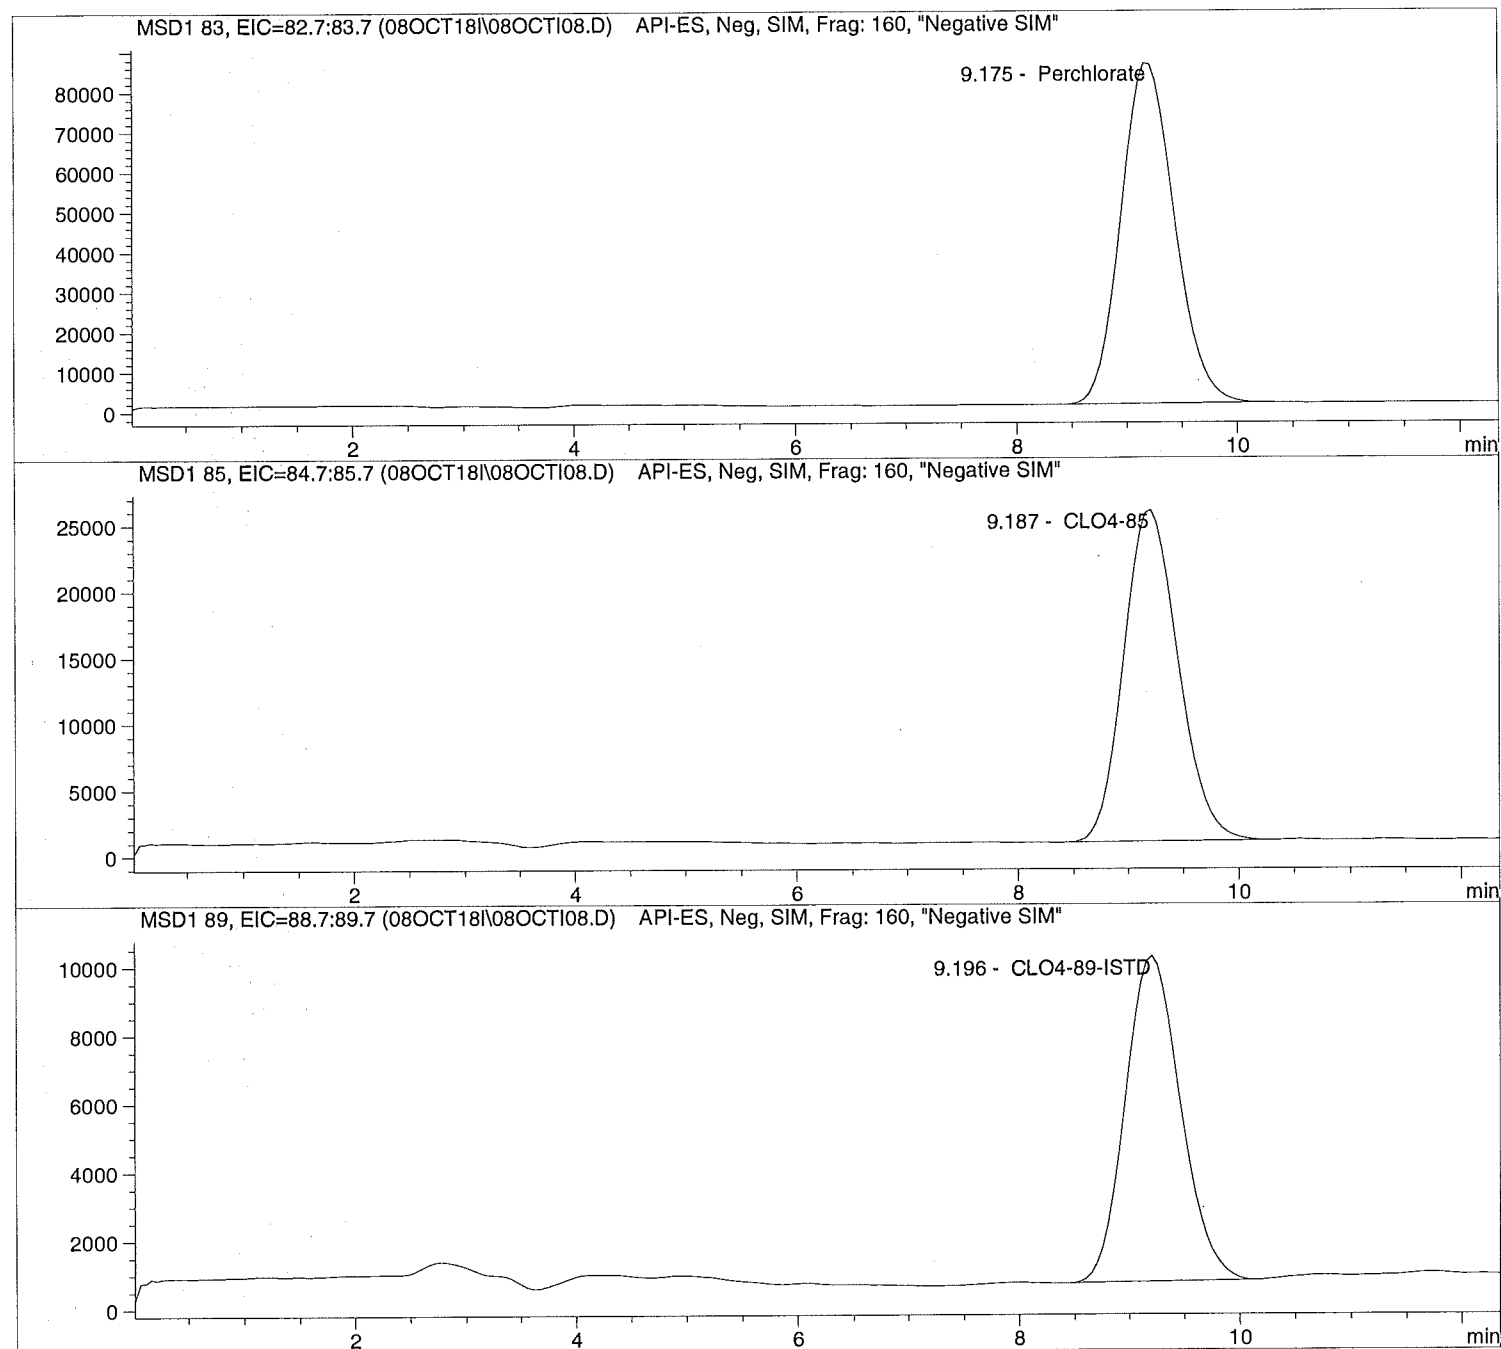 MSD1 83, EIC=82.7:83.7 (08OCT18I\08OCTI08.D) API-ES, Neg, SIM, Frag: 160, "Negative SIM"
9.175 - Perchlorate
80000
70000
60000
50000
40000
30000
20000
10000
0
2 4 6 8 10 min
MSD1 85, EIC=84.7:85.7 (08OCT18I\08OCTI08.D) API-ES, Neg, SIM, Frag: 160, "Negative SIM"
9.187 - CLO4-85
25000
20000
15000
10000
5000
0
2 4 6 8 10 min
MSD1 89, EIC=88.7:89.7 (08OCT18I\08OCTI08.D) API-ES, Neg, SIM, Frag: 160, "Negative SIM"
9.196 - CLO4-89-ISTD
10000
8000
6000
4000
2000
0
2 4 6 8 10 min